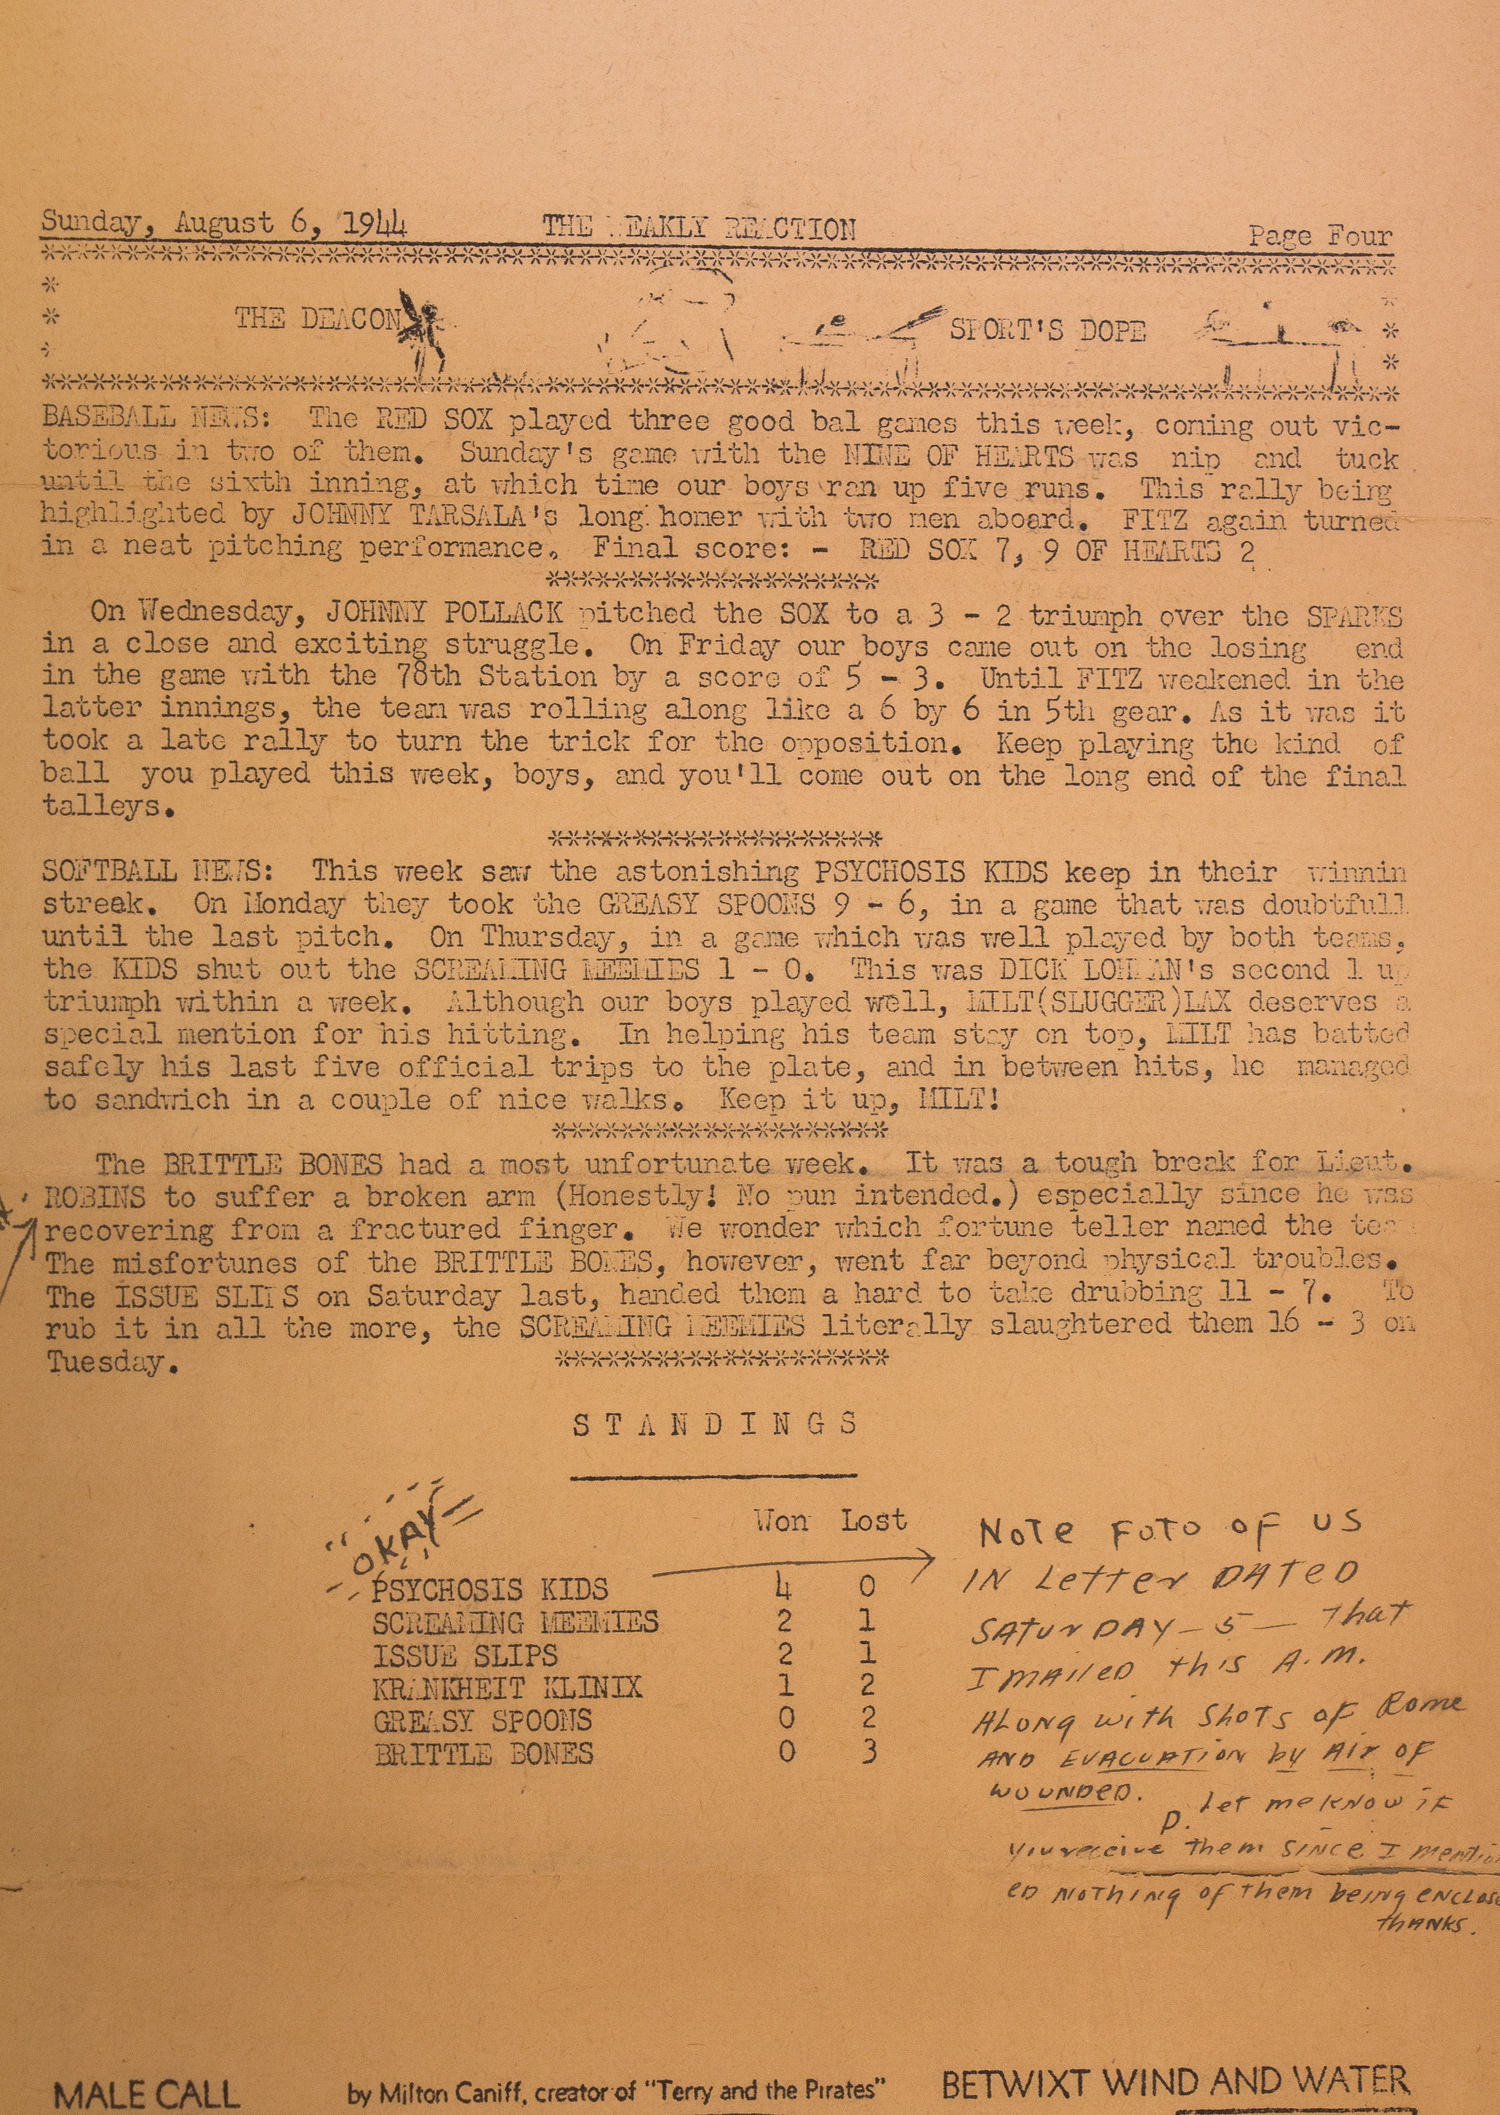 Sunday, August 6, 1944 THE WEAKLY REACTION Page Four
************************************************************
THE DEACON SPORT'S DOPE
************************************************************
BASEBALL NEWS: The RED SOX played three good bal games this week, coming out vic-
torious in two of them. Sunday's game with the NINE OF HEARTS was nip and tuck
until the sixth inning, at which time our boys ran up five runs. This rally being
highlighted by JOHNNY TARSALA's long homer with two men aboard. FITZ again turned
in a neat pitching performance. Final score: - RED SOX 7, 9 OF HEARTS 2
********************
On Wednesday, JOHNNY POLLACK pitched the SOX to a 3 - 2 triumph over the SPARKS
in a close and exciting struggle. On Friday our boys came out on the losing end
in the game with the 78th Station by a score of 5 - 3. Until FITZ weakened in the
latter innings, the team was rolling along like a 6 by 6 in 5th gear. As it was it
took a late rally to turn the trick for the opposition. Keep playing the kind of
ball you played this week, boys, and you'll come out on the long end of the final
talleys.
********************
SOFTBALL NEWS: This week saw the astonishing PSYCHOSIS KIDS keep in their winnin
streak. On Monday they took the GREASY SPOONS 9 - 6, in a game that was doubtfull
until the last pitch. On Thursday, in a game which was well played by both teams,
the KIDS shut out the SCREAMING MEEMIES 1 - 0. This was DICK LOHMAN's second 1 up
triumph within a week. Although our boys played well, MILT(SLUGGER)LAX deserves a
special mention for his hitting. In helping his team stay on top, MILT has batted
safely his last five official trips to the plate, and in between hits, he managed
to sandwich in a couple of nice walks. Keep it up, MILT!
********************
The BRITTLE BONES had a most unfortunate week. It was a tough break for Lieut.
ROBINS to suffer a broken arm (Honestly! No pun intended.) especially since he was
recovering from a fractured finger. We wonder which fortune teller named the team
The misfortunes of the BRITTLE BONES, however, went far beyond physical troubles.
The ISSUE SLIPS on Saturday last, handed them a hard to take drubbing 11 - 7. To
rub it in all the more, the SCREAMING MEEMIES literally slaughtered them 16 - 3 on
Tuesday.
********************
STANDINGS
Won Lost
OKAY
PSYCHOSIS KIDS 4 0
SCREAMING MEEMIES 2 1
ISSUE SLIPS 2 1
KRANKHEIT KLINIX 1 2
GREASY SPOONS 0 2
BRITTLE BONES 0 3
NOTE FOTO OF US
IN LETTER DATED
SATURDAY - 5 - That
I MAILED this A.M.
ALONG with SHOTS OF ROME
AND EVACUATION by AIR OF
WOUNDED.
P. Let me KNOW if
you receive them SINCE I mentio
ED NOTHING OF them being ENCLOSE
thANKS.
MALE CALL by Milton Caniff, creator of "Terry and the Pirates" BETWIXT WIND AND WATER